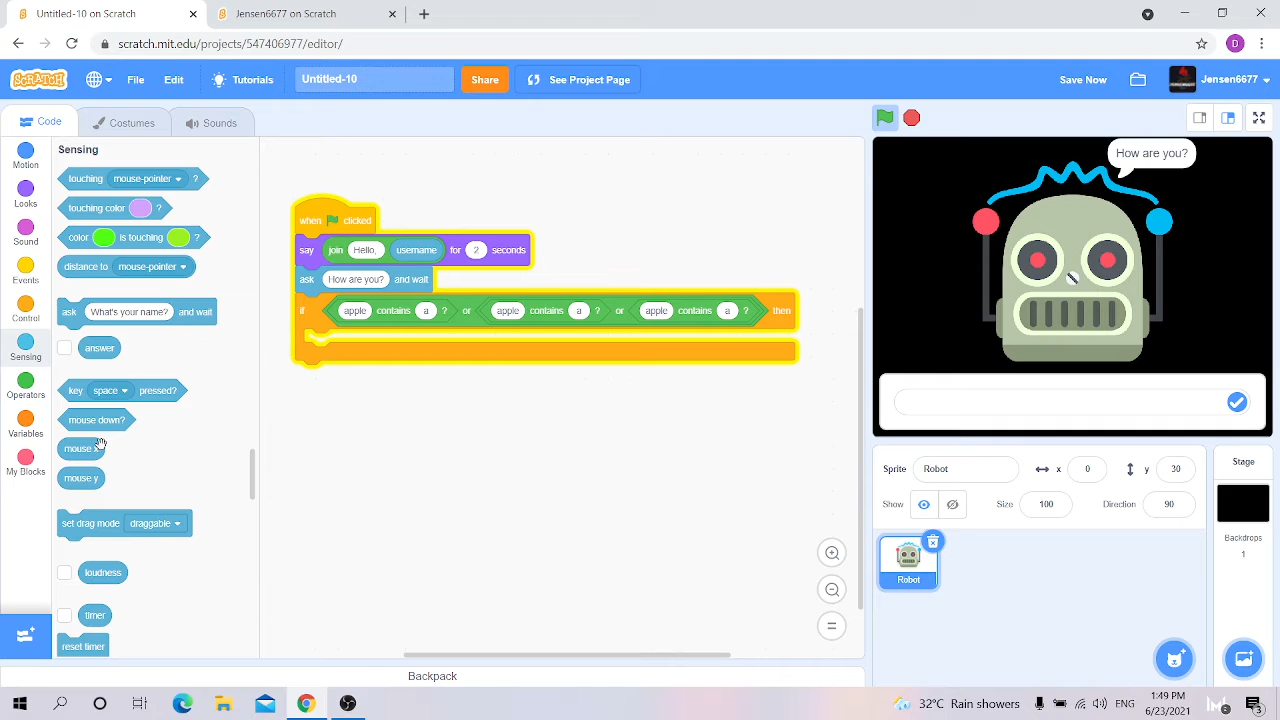 Untitled-10 on Scratch
Jensen6677 on Scratch
scratch.mit.edu/projects/547406977/editor/
D
SCRATCH
File
Edit
Tutorials
Untitled-10
Share
See Project Page
Save Now
Jensen6677
Code
Costumes
Sounds
Motion
Looks
Sound
Events
Control
Sensing
Operators
Variables
My Blocks
Sensing
touching mouse-pointer ?
touching color ?
color is touching ?
distance to mouse-pointer
ask What's your name? and wait
answer
key space pressed?
mouse down?
mouse x
mouse y
set drag mode draggable
loudness
timer
reset timer
when clicked
say join Hello, username for 2 seconds
ask How are you? and wait
if apple contains a ? or apple contains a ? or apple contains a ? then
How are you?
Sprite Robot x 0 y 30
Show Size 100 Direction 90
Robot
Stage
Backdrops
1
Backpack
32°C Rain showers
ENG
1:49 PM
6/23/2021
3